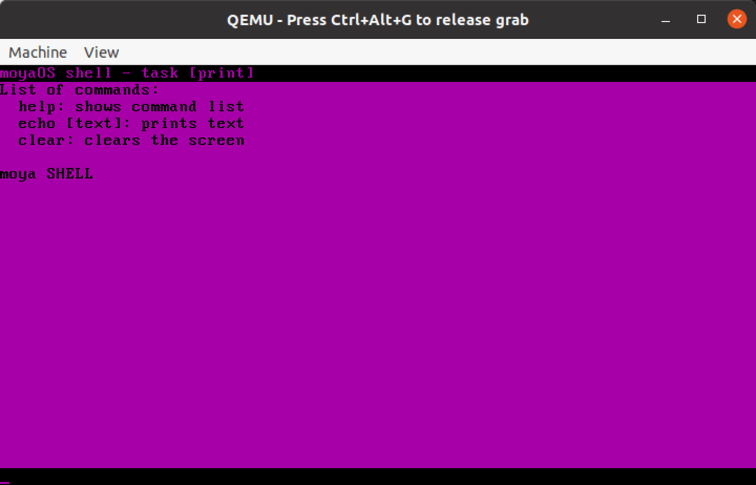 QEMU - Press Ctrl+Alt+G to release grab
Machine View
moyaOS shell - task [print]
List of commands:
help: shows command list
echo [text]: prints text
clear: clears the screen
moya SHELL